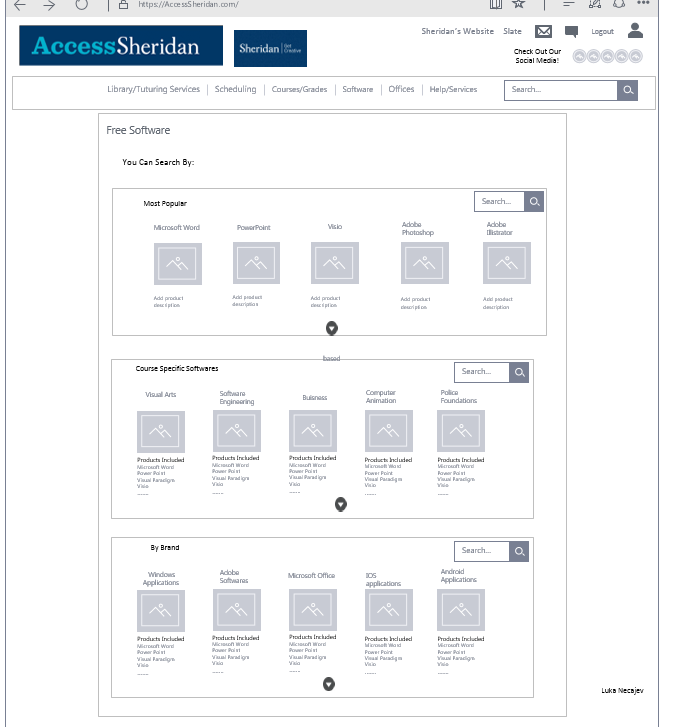 https://AccessSheridan.com/
Sheridan's Website Slate Logout
AccessSheridan
Sheridan | Get Creative
Check Out Our
Social Media!
Library/Tutoring Services | Scheduling | Courses/Grades | Software | Offices | Help/Services
Search...
Free Software
You Can Search By:
Search...
Most Popular
Microsoft Word PowerPoint Visio Adobe Photoshop Adobe Illistrator
Add product Add product Add product Add product Add product
description description description description description
based
Course Specific Softwares
Search...
Visual Arts Software Engineering Buisness Computer Animation Police Foundations
Products Included Products Included Products Included Products Included Products Included
Microsoft Word Microsoft Word Microsoft Word Microsoft Word Microsoft Word
Power Point Power Point Power Point Power Point Power Point
Visual Paradigm Visual Paradigm Visual Paradigm Visual Paradigm Visual Paradigm
Visio Visio Visio Visio Visio
...... ...... ...... ...... ......
By Brand
Search...
Windows Applications Adobe Softwares Microsoft Office IOS applications Android Applications
Products Included Products Included Products Included Products Included Products Included
Microsoft Word Microsoft Word Microsoft Word Microsoft Word Microsoft Word
Power Point Power Point Power Point Power Point Power Point
Visual Paradigm Visual Paradigm Visual Paradigm Visual Paradigm Visual Paradigm
Visio Visio Visio Visio Visio
...... ...... ...... ...... ......
Luka Necajev